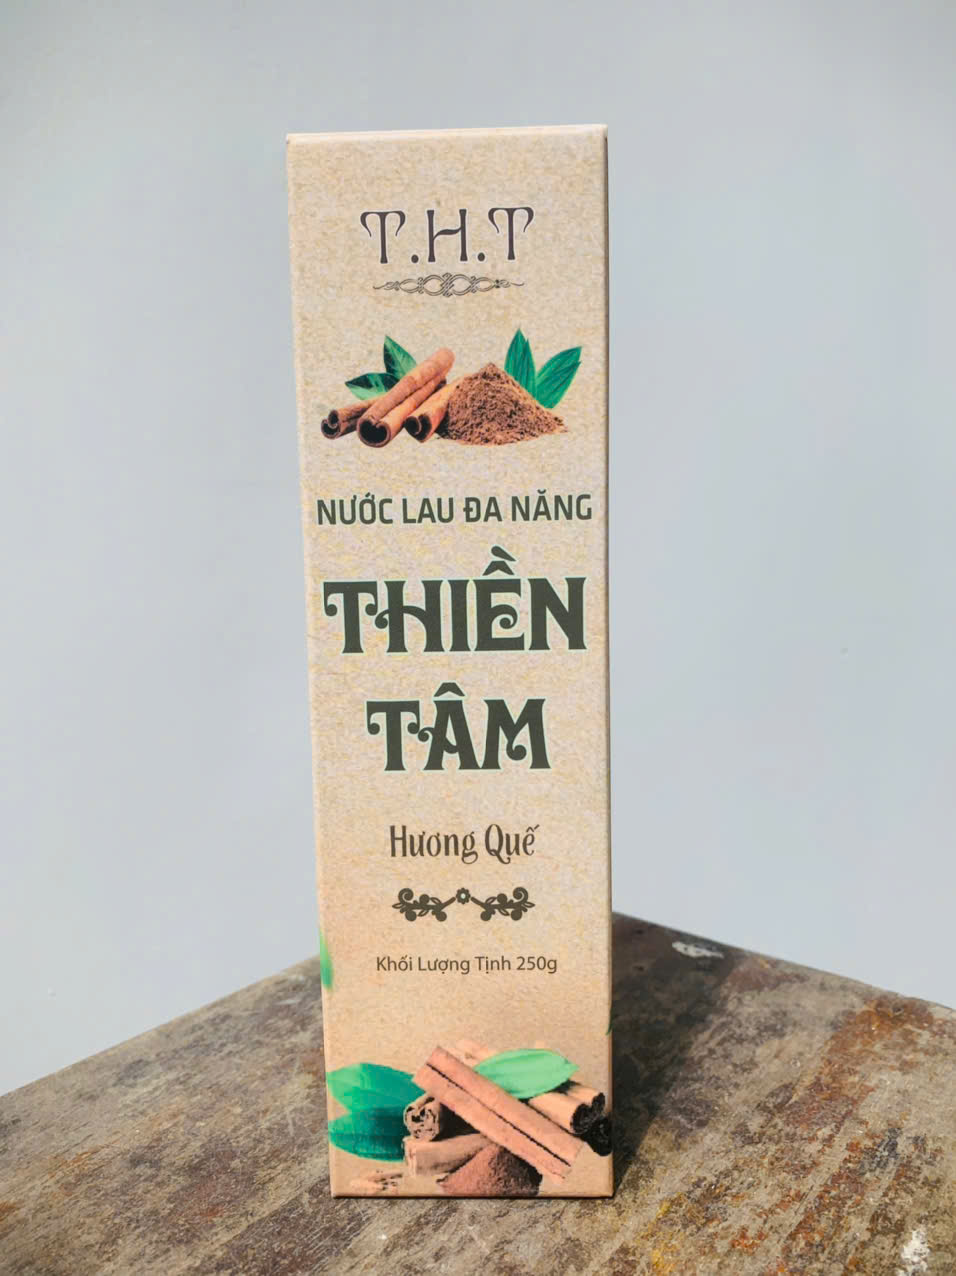 T.H.T
NƯỚC LAU ĐA NĂNG
THIỀN
TÂM
Hương Quế
Khối Lượng Tịnh 250g